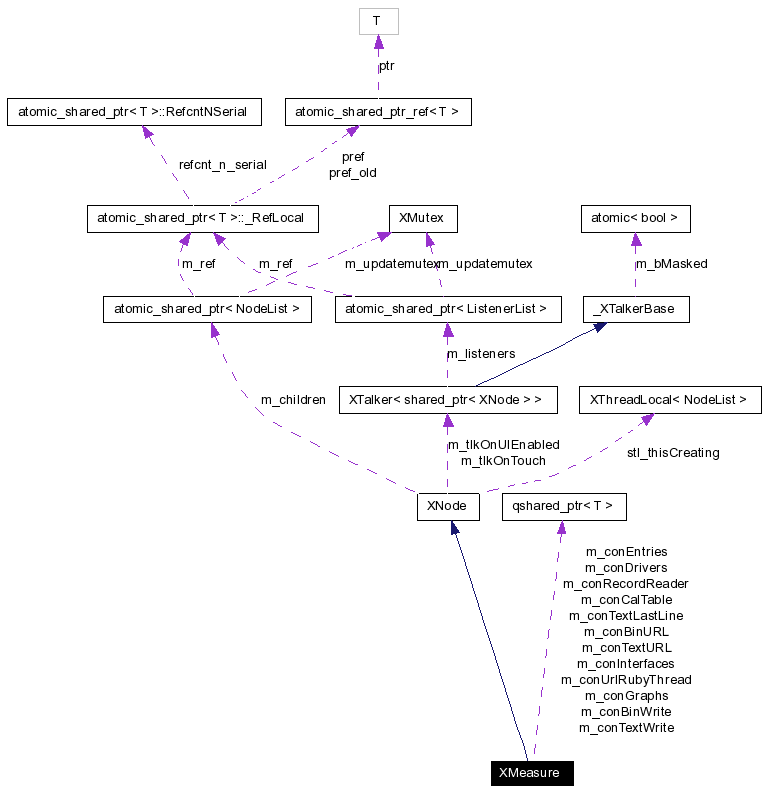 T
ptr
atomic_shared_ptr< T >::RefcntNSerial
atomic_shared_ptr_ref< T >
refcnt_n_serial
pref
pref_old
atomic_shared_ptr< T >::_RefLocal
XMutex
atomic< bool >
m_ref
m_ref
m_updatemutex
m_updatemutex
m_bMasked
atomic_shared_ptr< NodeList >
atomic_shared_ptr< ListenerList >
_XTalkerBase
m_listeners
m_children
XTalker< shared_ptr< XNode > >
XThreadLocal< NodeList >
m_tlkOnUIEnabled
m_tlkOnTouch
stl_thisCreating
XNode
qshared_ptr< T >
m_conEntries
m_conDrivers
m_conRecordReader
m_conCalTable
m_conTextLastLine
m_conBinURL
m_conTextURL
m_conInterfaces
m_conUrlRubyThread
m_conGraphs
m_conBinWrite
m_conTextWrite
XMeasure